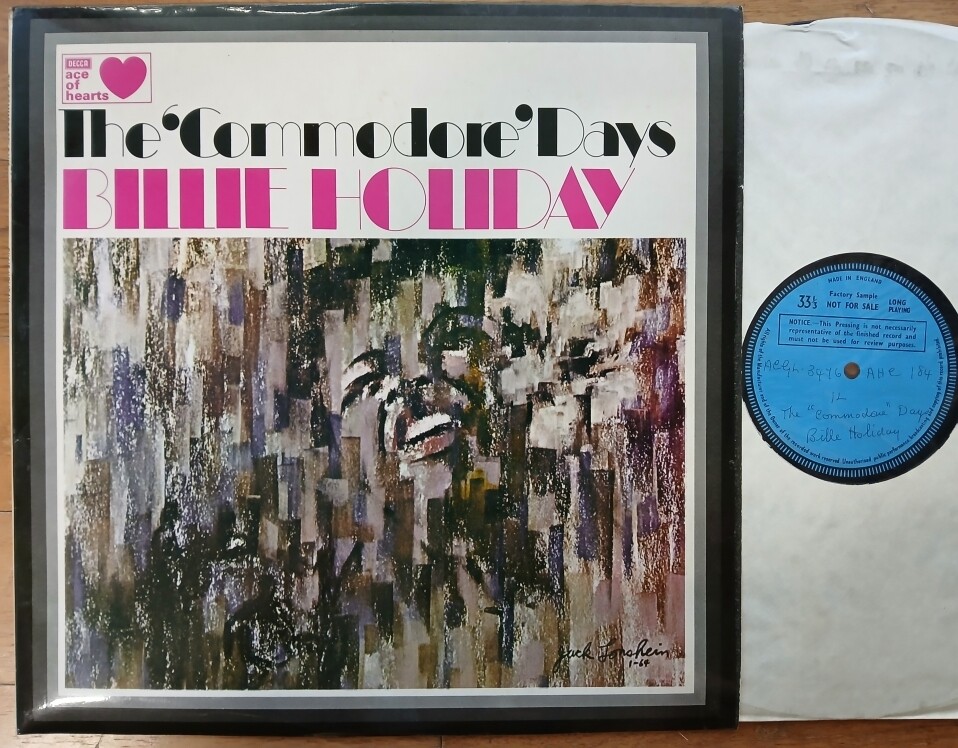 DECCA
ace
of
hearts
The 'Commodore' Days
BILLIE HOLIDAY
Jack Lonshein
1-64
MADE IN ENGLAND
33⅓
Factory Sample
NOT FOR SALE
LONG
PLAYING
NOTICE—This Pressing is not necessarily
representative of the finished record and
must not be used for review purposes.
ACGL 3476 AHC 184
1L
The "Commodore" Days
Bille Holiday